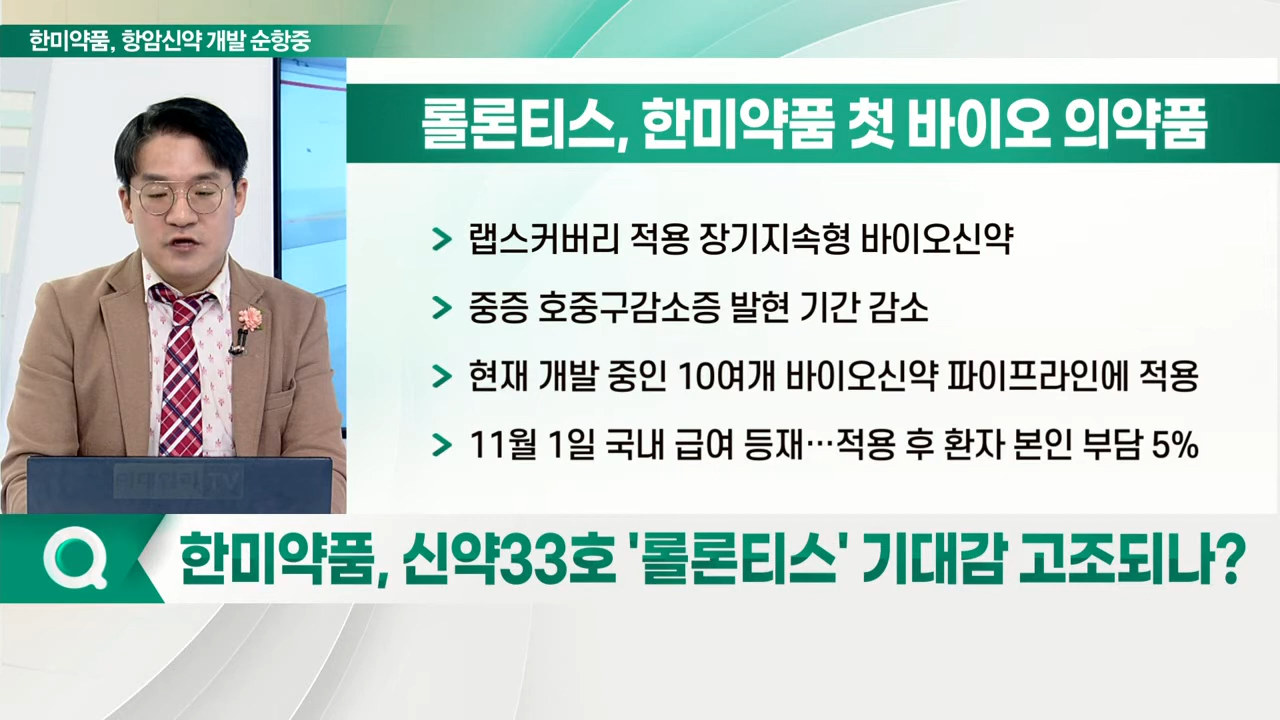 한미약품, 항암신약 개발 순항중
롤론티스, 한미약품 첫 바이오 의약품
랩스커버리 적용 장기지속형 바이오신약
중증 호중구감소증 발현 기간 감소
현재 개발 중인 10여개 바이오신약 파이프라인에 적용
11월 1일 국내 급여 등재…적용 후 환자 본인 부담 5%
Q 한미약품, 신약33호 '롤론티스' 기대감 고조되나?